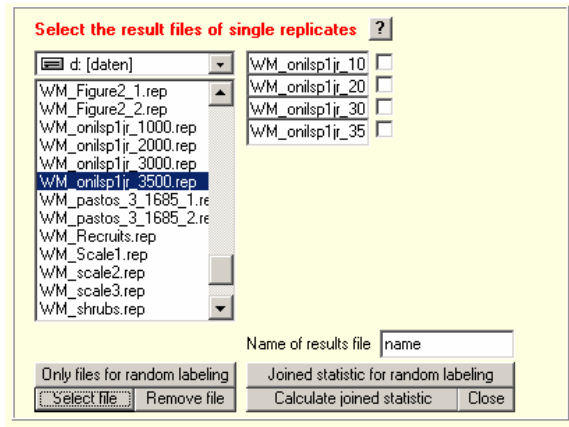 Select the result files of single replicates ?
d: [daten]
WM_Figure2_1.rep
WM_Figure2_2.rep
WM_onilsp1jr_1000.rep
WM_onilsp1jr_2000.rep
WM_onilsp1jr_3000.rep
WM_onilsp1jr_3500.rep
WM_pastos_3_1685_1.re
WM_pastos_3_1685_2.re
WM_Recruits.rep
WM_Scale1.rep
WM_scale2.rep
WM_scale3.rep
WM_shrubs.rep
WM_onilsp1jr_10
WM_onilsp1jr_20
WM_onilsp1jr_30
WM_onilsp1jr_35
Name of results file name
Only files for random labeling
Joined statistic for random labeling
Select file Remove file
Calculate joined statistic Close